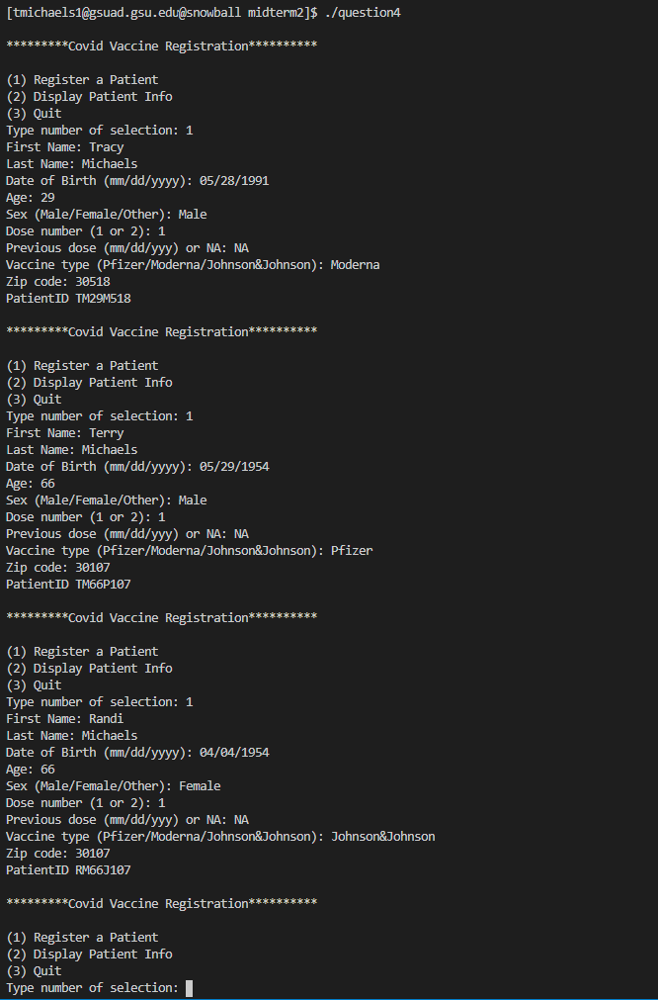 [tmichaels1@gsuad.gsu.edu@snowball midterm2]$ ./question4
*********Covid Vaccine Registration**********
(1) Register a Patient
(2) Display Patient Info
(3) Quit
Type number of selection: 1
First Name: Tracy
Last Name: Michaels
Date of Birth (mm/dd/yyyy): 05/28/1991
Age: 29
Sex (Male/Female/Other): Male
Dose number (1 or 2): 1
Previous dose (mm/dd/yyy) or NA: NA
Vaccine type (Pfizer/Moderna/Johnson&Johnson): Moderna
Zip code: 30518
PatientID TM29M518
*********Covid Vaccine Registration**********
(1) Register a Patient
(2) Display Patient Info
(3) Quit
Type number of selection: 1
First Name: Terry
Last Name: Michaels
Date of Birth (mm/dd/yyyy): 05/29/1954
Age: 66
Sex (Male/Female/Other): Male
Dose number (1 or 2): 1
Previous dose (mm/dd/yyy) or NA: NA
Vaccine type (Pfizer/Moderna/Johnson&Johnson): Pfizer
Zip code: 30107
PatientID TM66P107
*********Covid Vaccine Registration**********
(1) Register a Patient
(2) Display Patient Info
(3) Quit
Type number of selection: 1
First Name: Randi
Last Name: Michaels
Date of Birth (mm/dd/yyyy): 04/04/1954
Age: 66
Sex (Male/Female/Other): Female
Dose number (1 or 2): 1
Previous dose (mm/dd/yyy) or NA: NA
Vaccine type (Pfizer/Moderna/Johnson&Johnson): Johnson&Johnson
Zip code: 30107
PatientID RM66J107
*********Covid Vaccine Registration**********
(1) Register a Patient
(2) Display Patient Info
(3) Quit
Type number of selection: